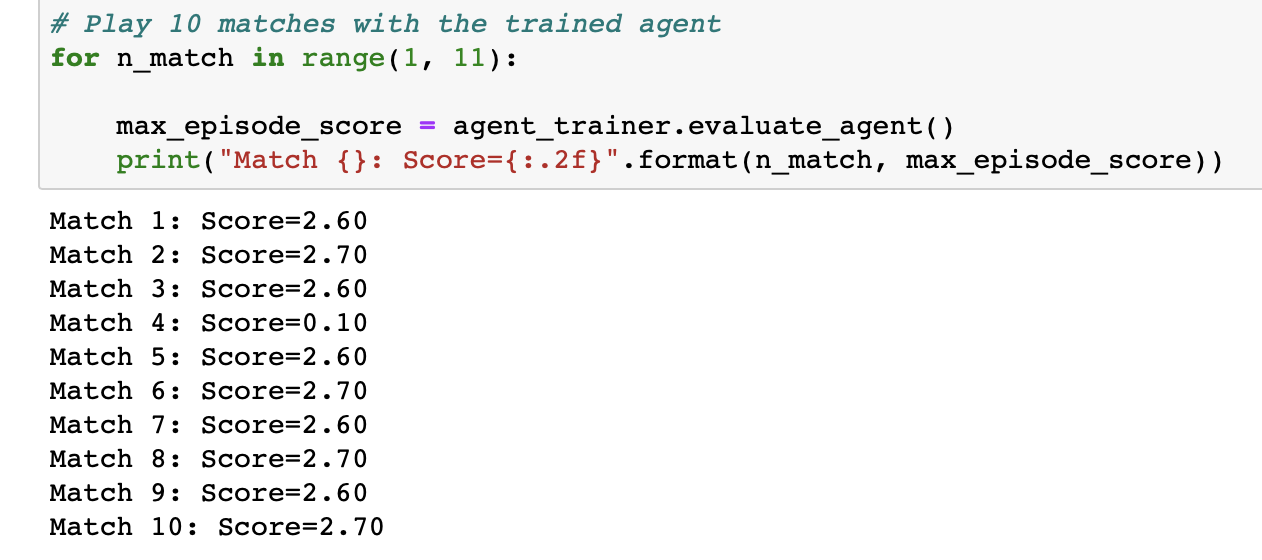 # Play 10 matches with the trained agent
for n_match in range(1, 11):
    max_episode_score = agent_trainer.evaluate_agent()
    print("Match {}: Score={:.2f}".format(n_match, max_episode_score))
Match 1: Score=2.60
Match 2: Score=2.70
Match 3: Score=2.60
Match 4: Score=0.10
Match 5: Score=2.60
Match 6: Score=2.70
Match 7: Score=2.60
Match 8: Score=2.70
Match 9: Score=2.60
Match 10: Score=2.70